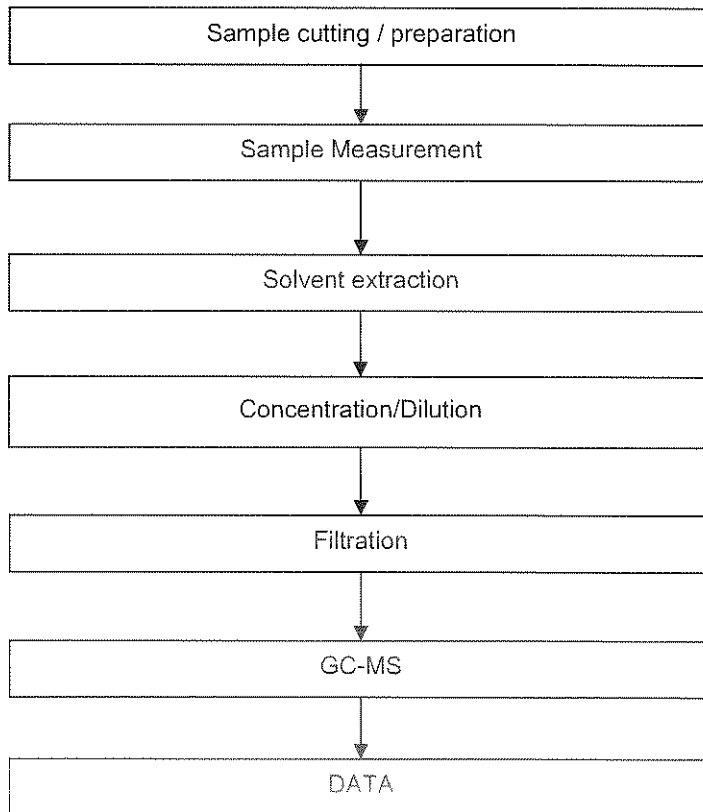 Sample cutting / preparation
Sample Measurement
Solvent extraction
Concentration/Dilution
Filtration
GC-MS
DATA